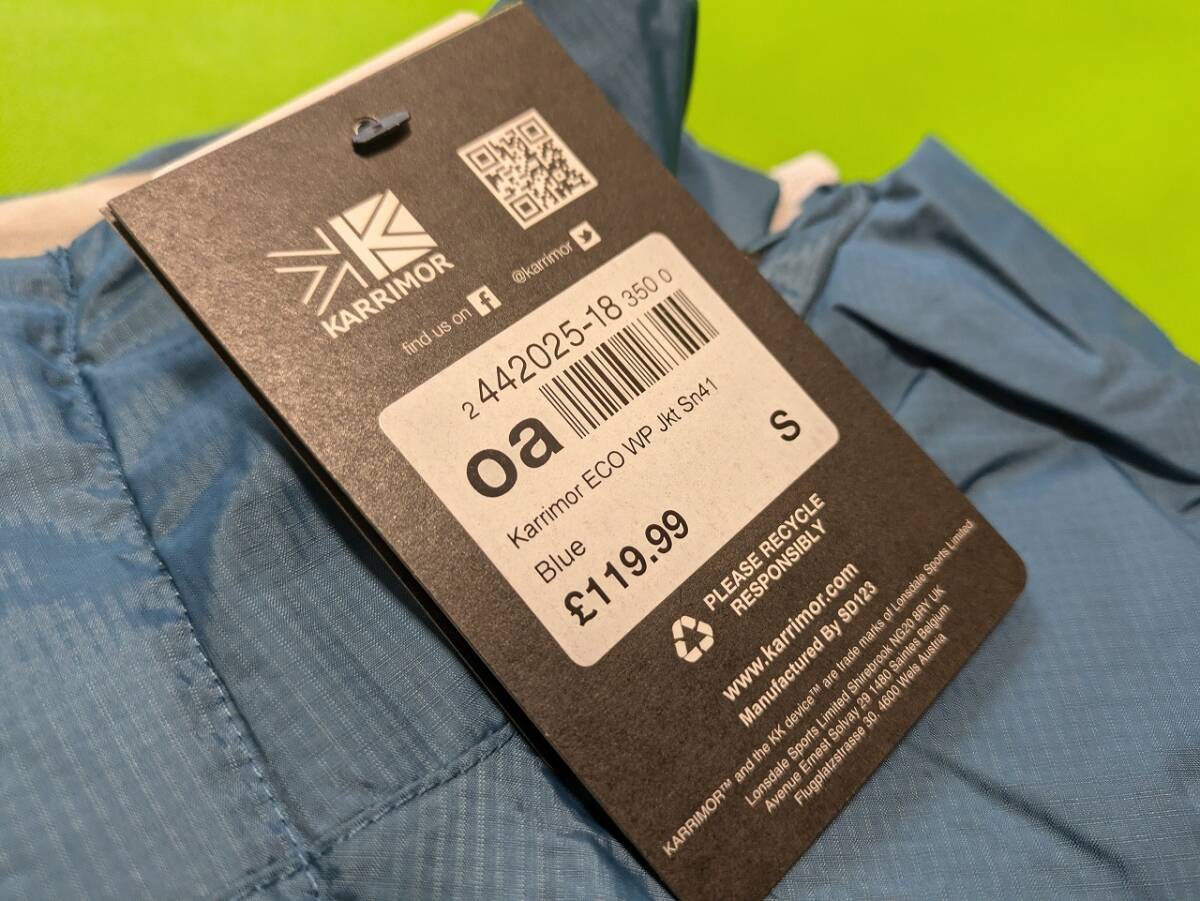 KARRIMOR
find us on f
@karrimor
2 442025-18 350 0
oa
Karrimor ECO WP Jkt Sn41
Blue
S
£119.99
PLEASE RECYCLE
RESPONSIBLY
www.karrimor.com
Manufactured By SD123
KARRIMOR™ and the KK device™ are trade marks of Lonsdale Sports Limited
Lonsdale Sports Limited Shirebrook NG20 8RY UK
Avenue Ernest Solvay 29 1480 Saintes Belgium
Flugplatzstrasse 30, 4600 Wels Austria